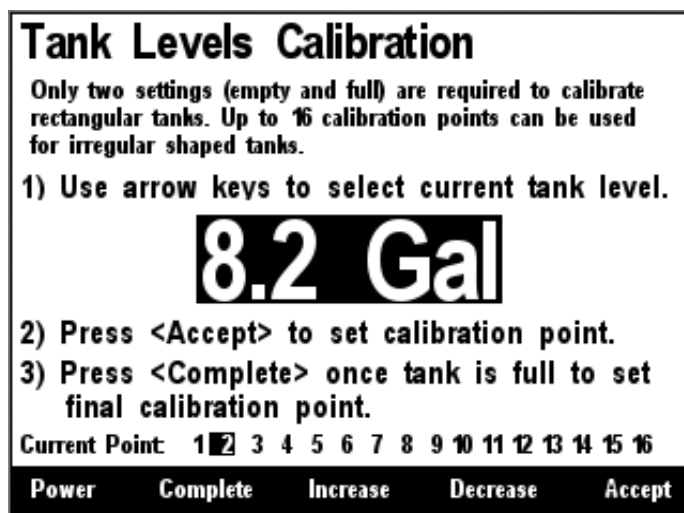 Tank Levels Calibration
Only two settings (empty and full) are required to calibrate
rectangular tanks. Up to 16 calibration points can be used
for irregular shaped tanks.
1) Use arrow keys to select current tank level.
8.2 Gal
2) Press <Accept> to set calibration point.
3) Press <Complete> once tank is full to set
final calibration point.
Current Point: 1 2 3 4 5 6 7 8 9 10 11 12 13 14 15 16
Power Complete Increase Decrease Accept